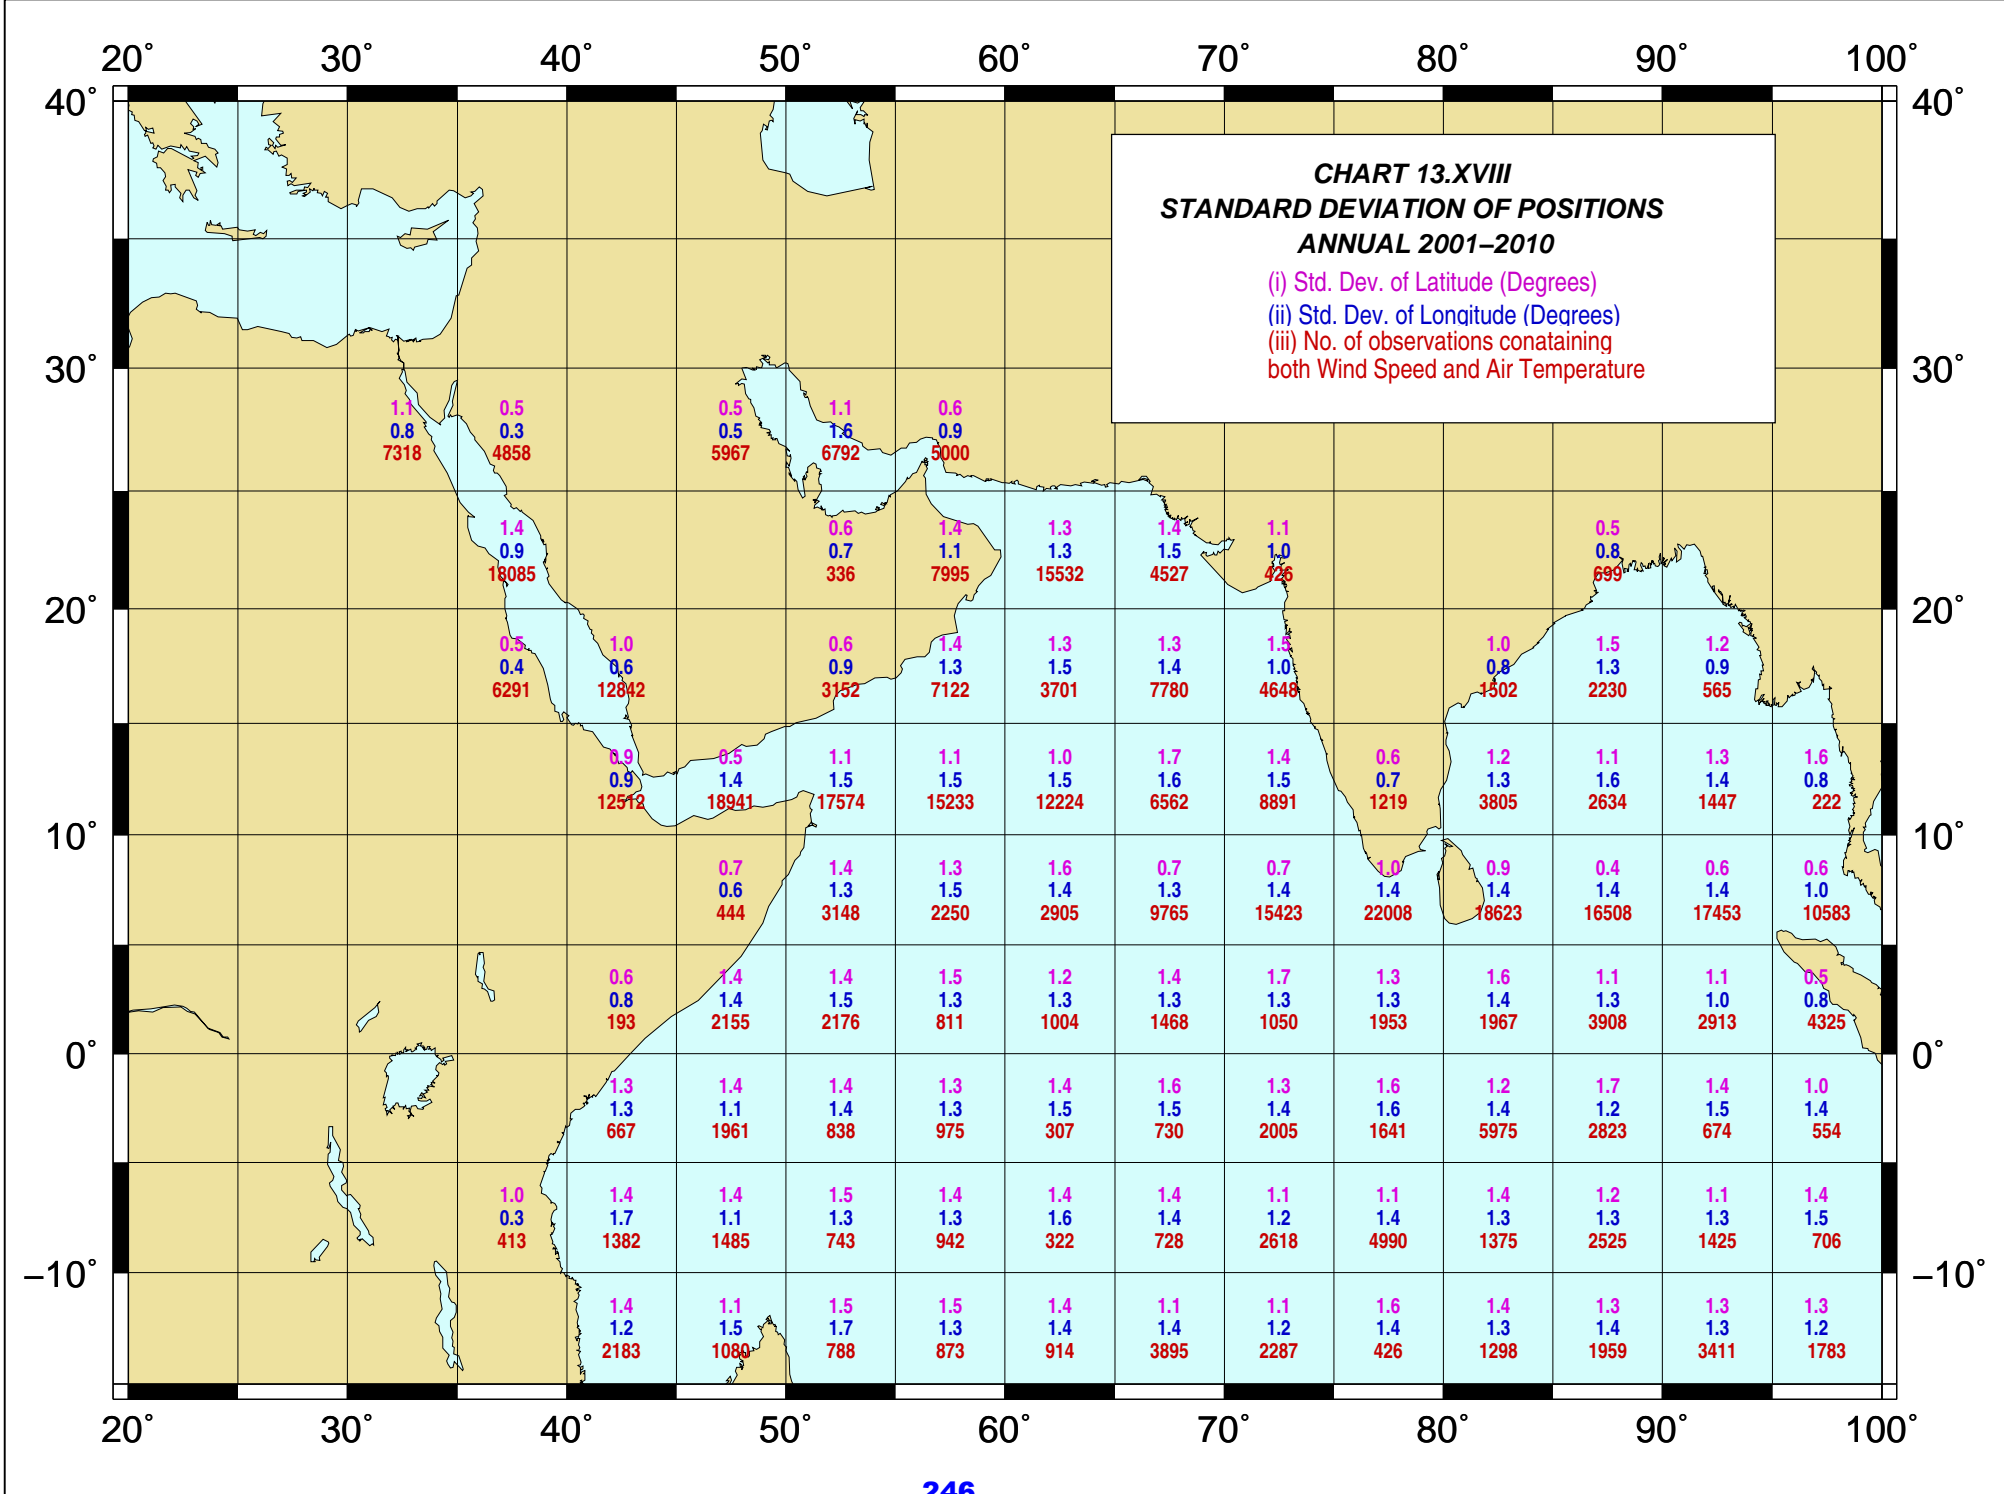 20° 30° 40° 50° 60° 70° 80° 90° 100°
40° 40°
CHART 13.XVIII
STANDARD DEVIATION OF POSITIONS
ANNUAL 2001–2010
(i) Std. Dev. of Latitude (Degrees)
(ii) Std. Dev. of Longitude (Degrees)
(iii) No. of observations conataining
both Wind Speed and Air Temperature
30° 30°
1.1 0.5 0.5 1.1 0.6
0.8 0.3 0.5 1.6 0.9
7318 4858 5967 6792 5000
1.4 0.6 1.4 1.3 1.4 1.1 0.5
0.9 0.7 1.1 1.3 1.5 1.0 0.8
18085 336 7995 15532 4527 426 699
20° 20°
0.5 1.0 0.6 1.4 1.3 1.3 1.5 1.0 1.5 1.2
0.4 0.6 0.9 1.3 1.5 1.4 1.0 0.8 1.3 0.9
6291 12842 3152 7122 3701 7780 4648 1502 2230 565
0.9 0.5 1.1 1.1 1.0 1.7 1.4 0.6 1.2 1.1 1.3 1.6
0.9 1.4 1.5 1.5 1.5 1.6 1.5 0.7 1.3 1.6 1.4 0.8
12512 18941 17574 15233 12224 6562 8891 1219 3805 2634 1447 222
10° 10°
0.7 1.4 1.3 1.6 0.7 0.7 1.0 0.9 0.4 0.6 0.6
0.6 1.3 1.5 1.4 1.3 1.4 1.4 1.4 1.4 1.4 1.0
444 3148 2250 2905 9765 15423 22008 18623 16508 17453 10583
0.6 1.4 1.4 1.5 1.2 1.4 1.7 1.3 1.6 1.1 1.1 0.5
0.8 1.4 1.5 1.3 1.3 1.3 1.3 1.3 1.4 1.3 1.0 0.8
193 2155 2176 811 1004 1468 1050 1953 1967 3908 2913 4325
0° 0°
1.3 1.4 1.4 1.3 1.4 1.6 1.3 1.6 1.2 1.7 1.4 1.0
1.3 1.1 1.4 1.3 1.5 1.5 1.4 1.6 1.4 1.2 1.5 1.4
667 1961 838 975 307 730 2005 1641 5975 2823 674 554
1.0 1.4 1.4 1.5 1.4 1.4 1.4 1.1 1.1 1.4 1.2 1.1 1.4
0.3 1.7 1.1 1.3 1.3 1.6 1.4 1.2 1.4 1.3 1.3 1.3 1.5
413 1382 1485 743 942 322 728 2618 4990 1375 2525 1425 706
–10° –10°
1.4 1.1 1.5 1.5 1.4 1.1 1.1 1.6 1.4 1.3 1.3 1.3
1.2 1.5 1.7 1.3 1.4 1.4 1.2 1.4 1.3 1.4 1.3 1.2
2183 1080 788 873 914 3895 2287 426 1298 1959 3411 1783
20° 30° 40° 50° 60° 70° 80° 90° 100°
246